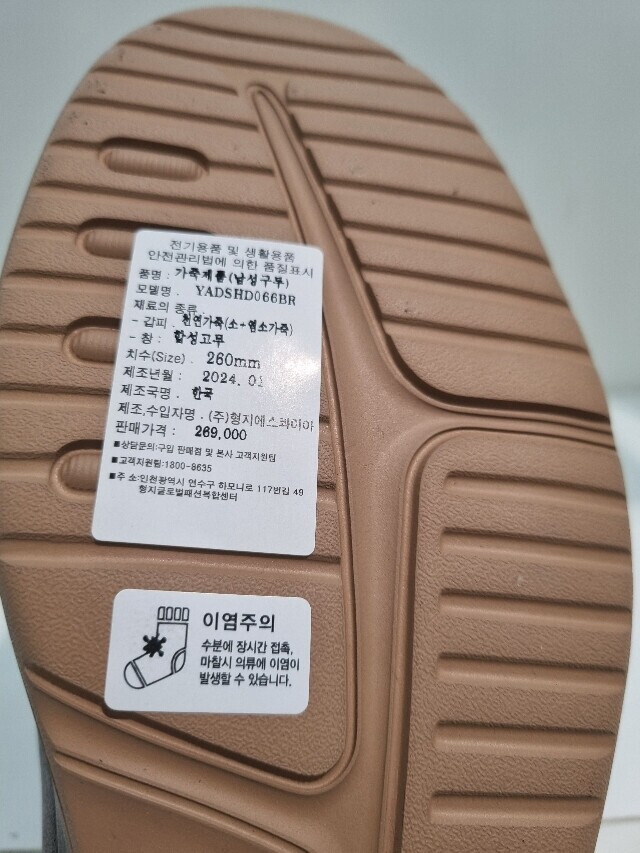 전기용품 및 생활용품
안전관리법에 의한 품질표시
품명 : 가죽제품(남성구두)
모델명 . YADSHD066BR
재료의 종류 .
- 갑피 . 천연가죽(소+염소가죽)
- 창 : 합성고무
치수(Size) . 260mm
제조년월 : 2024. 01
제조국명 . 한국
제조,수입자명 . (주)형지에스콰이아
판매가격 : 269,000
■상담문의:구입 판매점 및 본사 고객지원팀
■고객지원팀:1800-8635
■주 소:인천광역시 연수구 하모니로 177번길 49
형지글로벌패션복합센터
이염주의
수분에 장시간 접촉,
마찰시 의류에 이염이
발생할 수 있습니다.